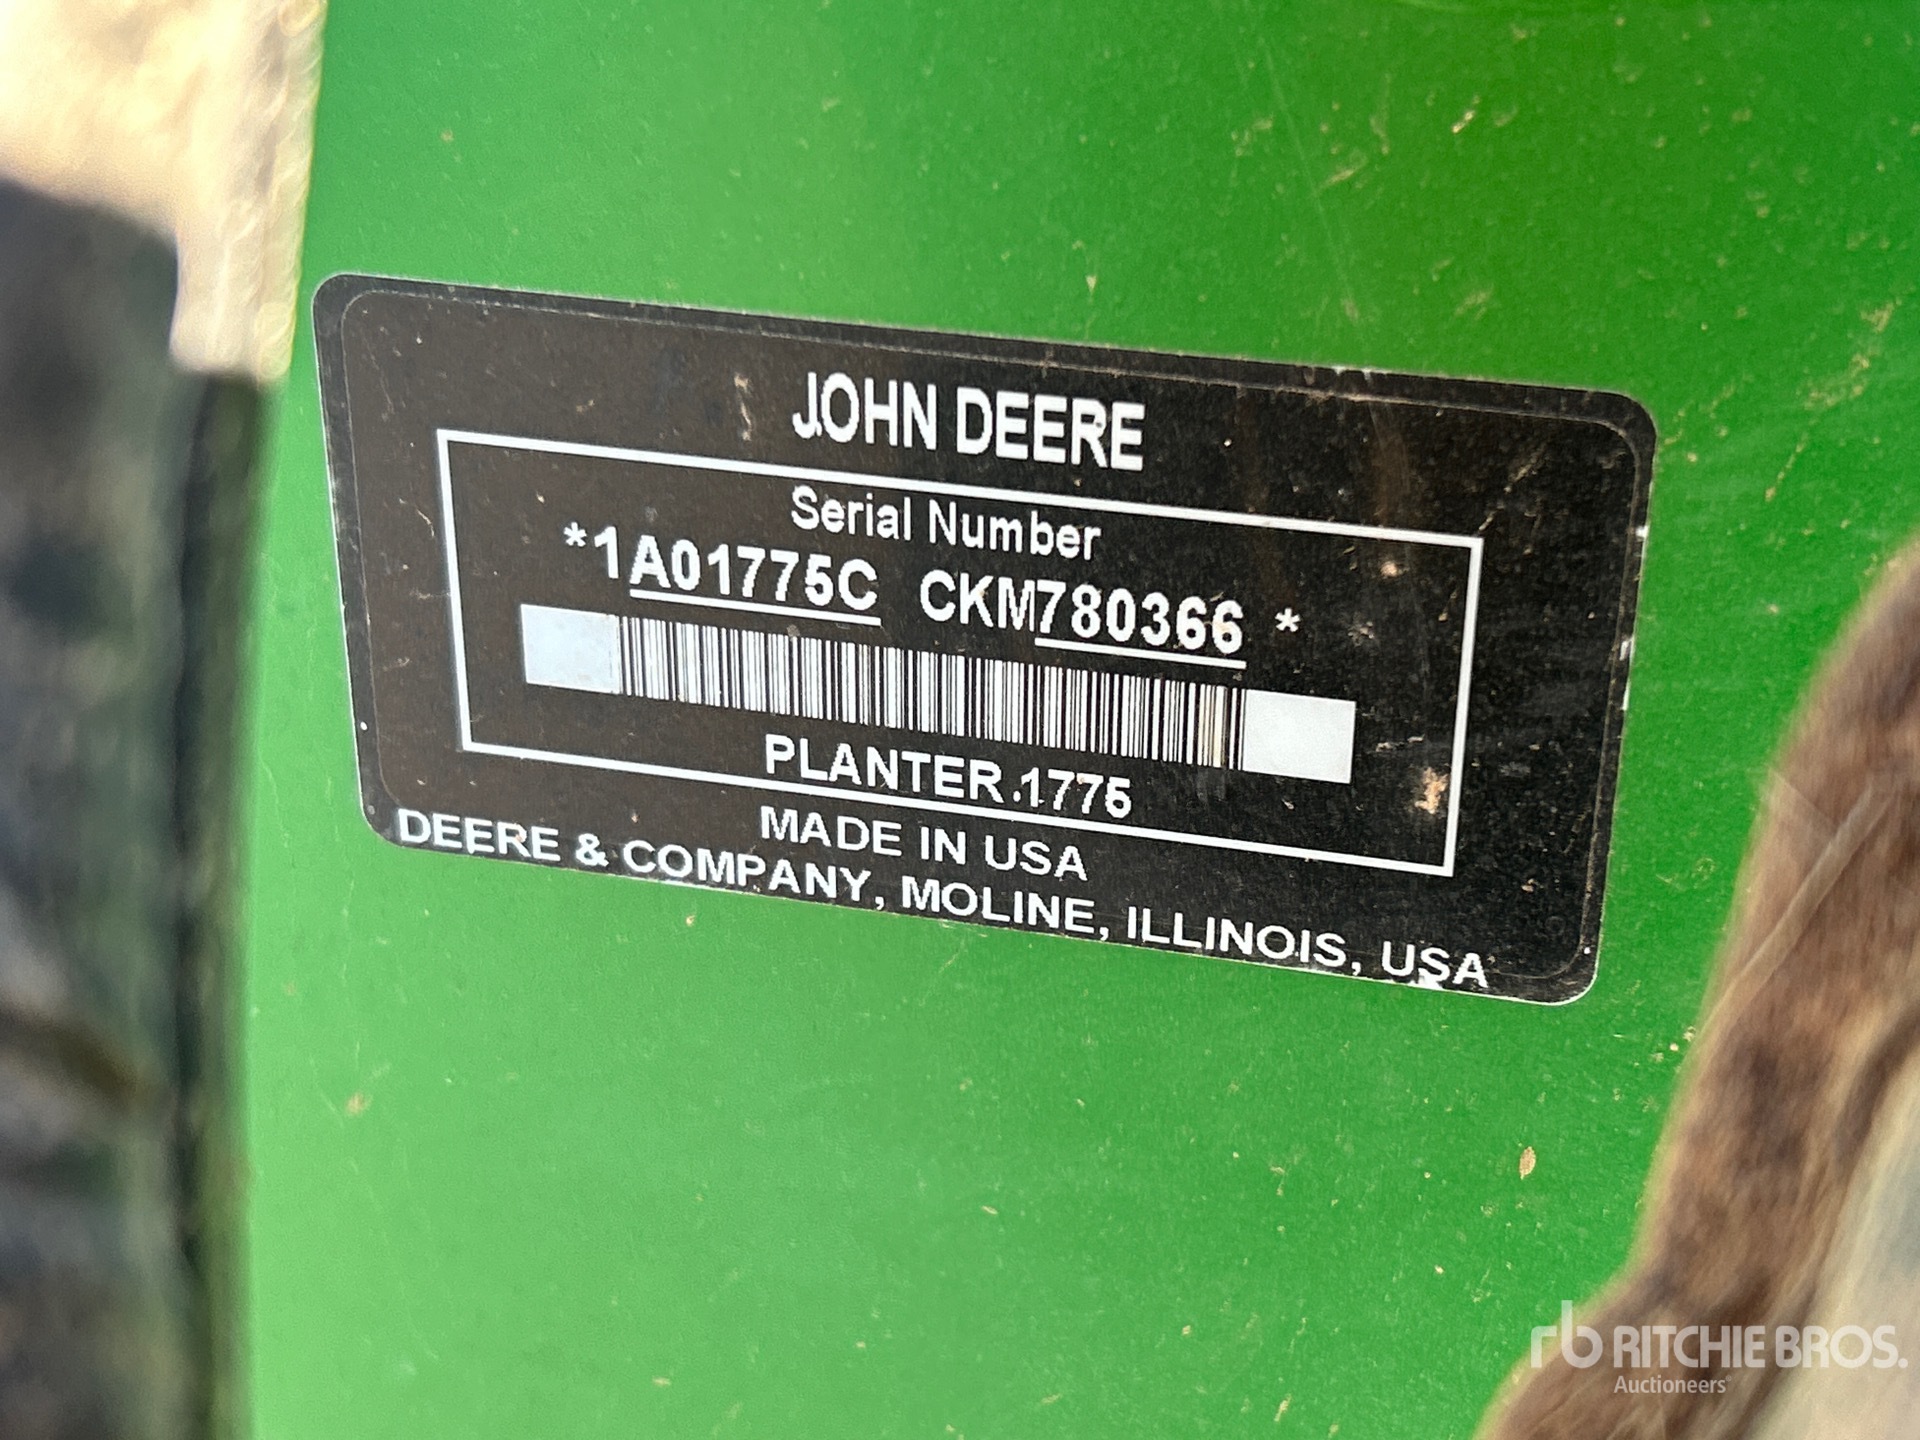 JOHN DEERE
Serial Number
*1A01775C CKM780366 *
PLANTER 1775
MADE IN USA
DEERE & COMPANY, MOLINE, ILLINOIS, USA
rb RITCHIE BROS.
Auctioneers